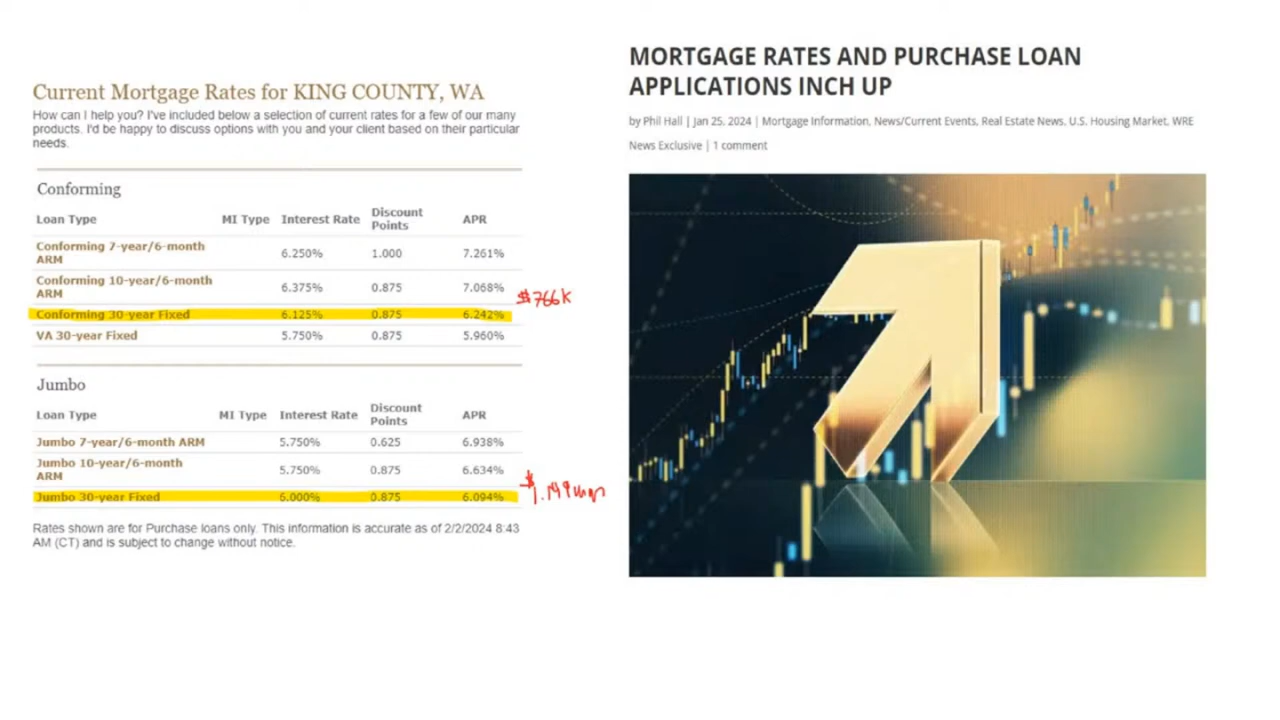 Current Mortgage Rates for KING COUNTY, WA
How can I help you? I've included below a selection of current rates for a few of our many
products. I'd be happy to discuss options with you and your client based on their particular
needs.
Conforming
Loan Type MI Type Interest Rate Discount Points APR
Conforming 7-year/6-month ARM 6.250% 1.000 7.261%
Conforming 10-year/6-month ARM 6.375% 0.875 7.068%
$766K
Conforming 30-year Fixed 6.125% 0.875 6.242%
VA 30-year Fixed 5.750% 0.875 5.960%
Jumbo
Loan Type MI Type Interest Rate Discount Points APR
Jumbo 7-year/6-month ARM 5.750% 0.625 6.938%
Jumbo 10-year/6-month ARM 5.750% 0.875 6.634%
Jumbo 30-year Fixed 6.000% 0.875 6.094%
Rates shown are for Purchase loans only. This information is accurate as of 2/2/2024 8:43
AM (CT) and is subject to change without notice.
MORTGAGE RATES AND PURCHASE LOAN
APPLICATIONS INCH UP
by Phil Hall | Jan 25, 2024 | Mortgage Information, News/Current Events, Real Estate News, U.S. Housing Market, WRE
News Exclusive | 1 comment